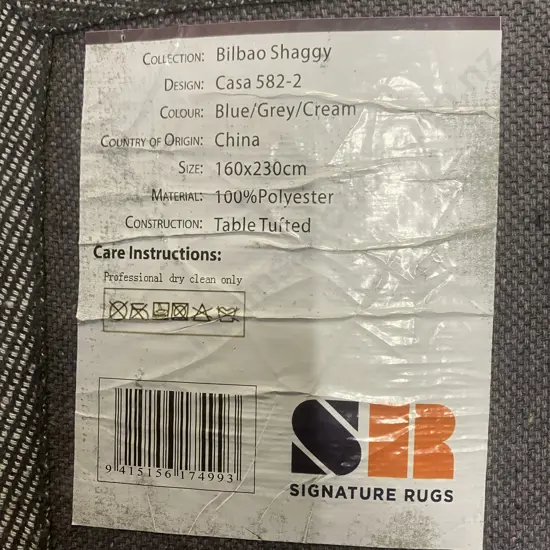 COLLECTION: Bilbao Shaggy
DESIGN: Casa 582-2
COLOUR: Blue/Grey/Cream
COUNTRY OF ORIGIN: China
SIZE: 160x230cm
MATERIAL: 100%Polyester
CONSTRUCTION: Table Tufted
Care Instructions:
Professional dry clean only
9 415156 174993
SR
SIGNATURE RUGS